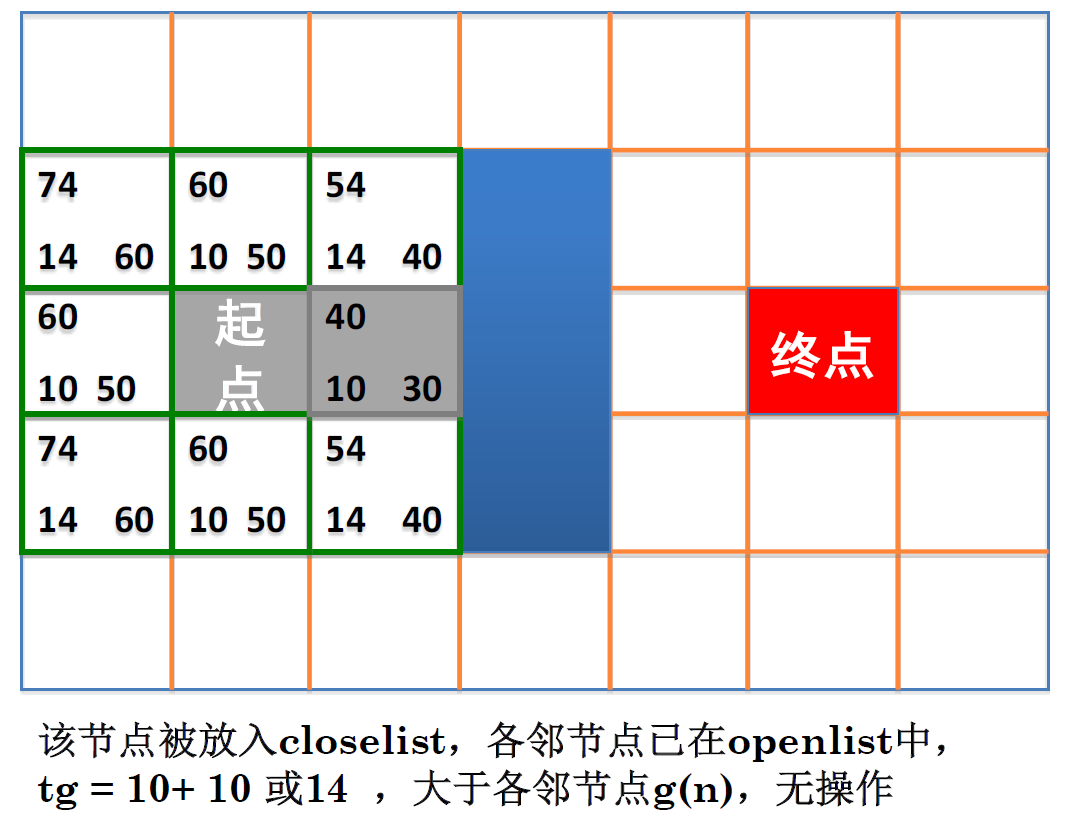 74 60 54
14 60 10 50 14 40
60 起 40
10 50 点 10 30
终点
74 60 54
14 60 10 50 14 40
该节点被放入closelist，各邻节点已在openlist中，
tg = 10+ 10 或14 ，大于各邻节点g(n)，无操作